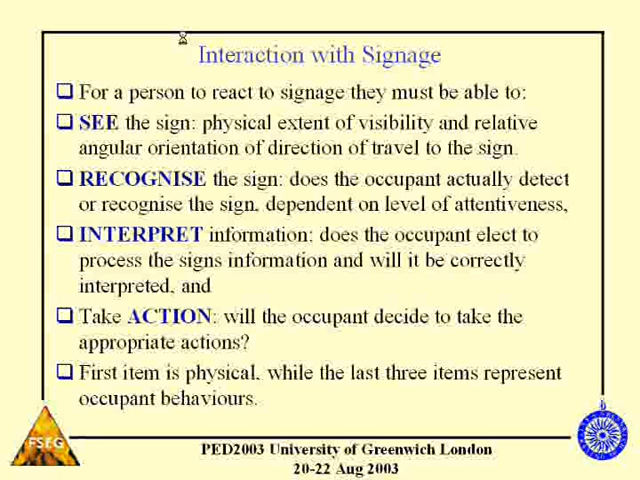 Interaction with Signage
For a person to react to signage they must be able to:
SEE the sign: physical extent of visibility and relative
angular orientation of direction of travel to the sign.
RECOGNISE the sign: does the occupant actually detect
or recognise the sign, dependent on level of attentiveness,
INTERPRET information: does the occupant elect to
process the signs information and will it be correctly
interpreted, and
Take ACTION: will the occupant decide to take the
appropriate actions?
First item is physical, while the last three items represent
occupant behaviours.
FSEG
PED2003 University of Greenwich London
20-22 Aug 2003